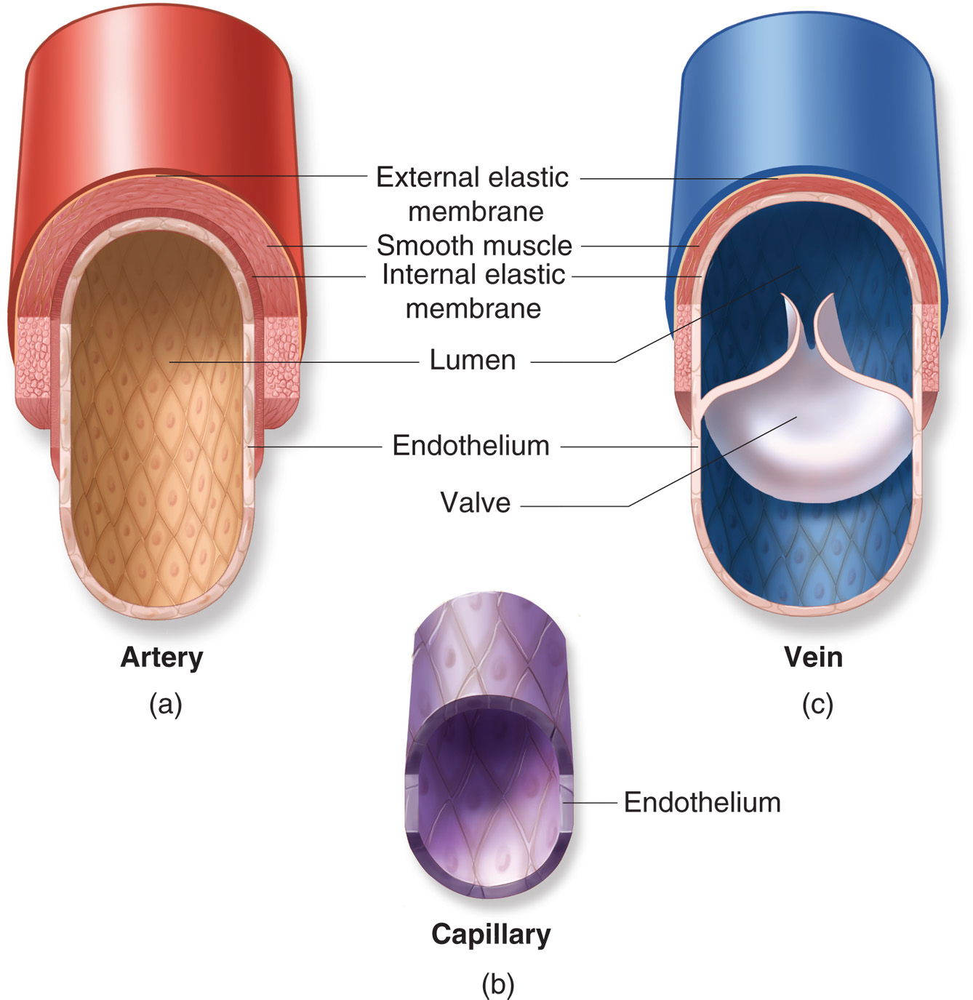 External elastic
membrane
Smooth muscle
Internal elastic
membrane
Lumen
Endothelium
Valve
Artery
(a)
Vein
(c)
Endothelium
Capillary
(b)